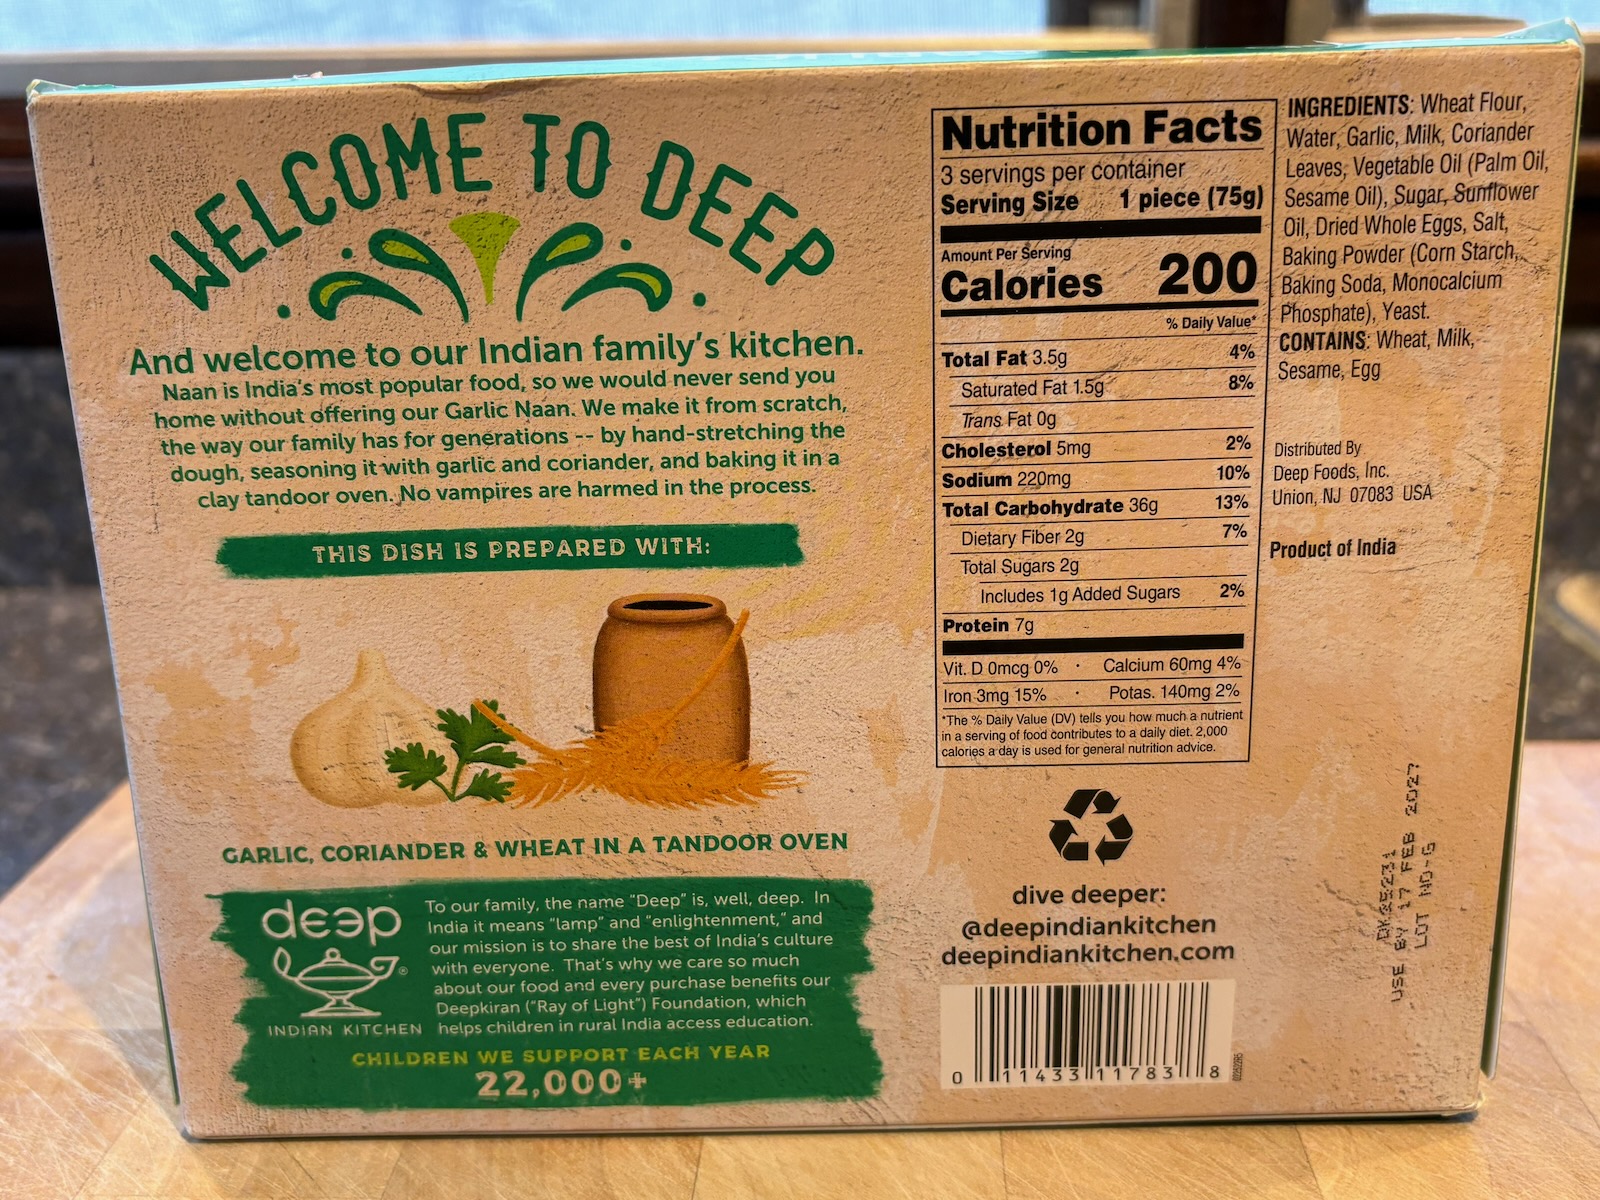 WELCOME TO DEEP
And welcome to our Indian family's kitchen.
Naan is India's most popular food, so we would never send you
home without offering our Garlic Naan. We make it from scratch,
the way our family has for generations -- by hand-stretching the
dough, seasoning it with garlic and coriander, and baking it in a
clay tandoor oven. No vampires are harmed in the process.
THIS DISH IS PREPARED WITH:
GARLIC, CORIANDER & WHEAT IN A TANDOOR OVEN
deep
®
INDIAN KITCHEN
To our family, the name "Deep" is, well, deep. In
India it means "lamp" and "enlightenment," and
our mission is to share the best of India's culture
with everyone. That's why we care so much
about our food and every purchase benefits our
Deepkiran ("Ray of Light") Foundation, which
helps children in rural India access education.
CHILDREN WE SUPPORT EACH YEAR
22,000+
Nutrition Facts
3 servings per container
Serving Size 1 piece (75g)
Amount Per Serving
Calories 200
% Daily Value*
Total Fat 3.5g 4%
Saturated Fat 1.5g 8%
Trans Fat 0g
Cholesterol 5mg 2%
Sodium 220mg 10%
Total Carbohydrate 36g 13%
Dietary Fiber 2g 7%
Total Sugars 2g
Includes 1g Added Sugars 2%
Protein 7g
Vit. D 0mcg 0% · Calcium 60mg 4%
Iron 3mg 15% · Potas. 140mg 2%
*The % Daily Value (DV) tells you how much a nutrient
in a serving of food contributes to a daily diet. 2,000
calories a day is used for general nutrition advice.
dive deeper:
@deepindiankitchen
deepindiankitchen.com
0 11433 11783 8
INGREDIENTS: Wheat Flour,
Water, Garlic, Milk, Coriander
Leaves, Vegetable Oil (Palm Oil,
Sesame Oil), Sugar, Sunflower
Oil, Dried Whole Eggs, Salt,
Baking Powder (Corn Starch,
Baking Soda, Monocalcium
Phosphate), Yeast.
CONTAINS: Wheat, Milk,
Sesame, Egg
Distributed By
Deep Foods, Inc.
Union, NJ 07083 USA
Product of India
USE BY 17 FEB 2027
LOT NO-G